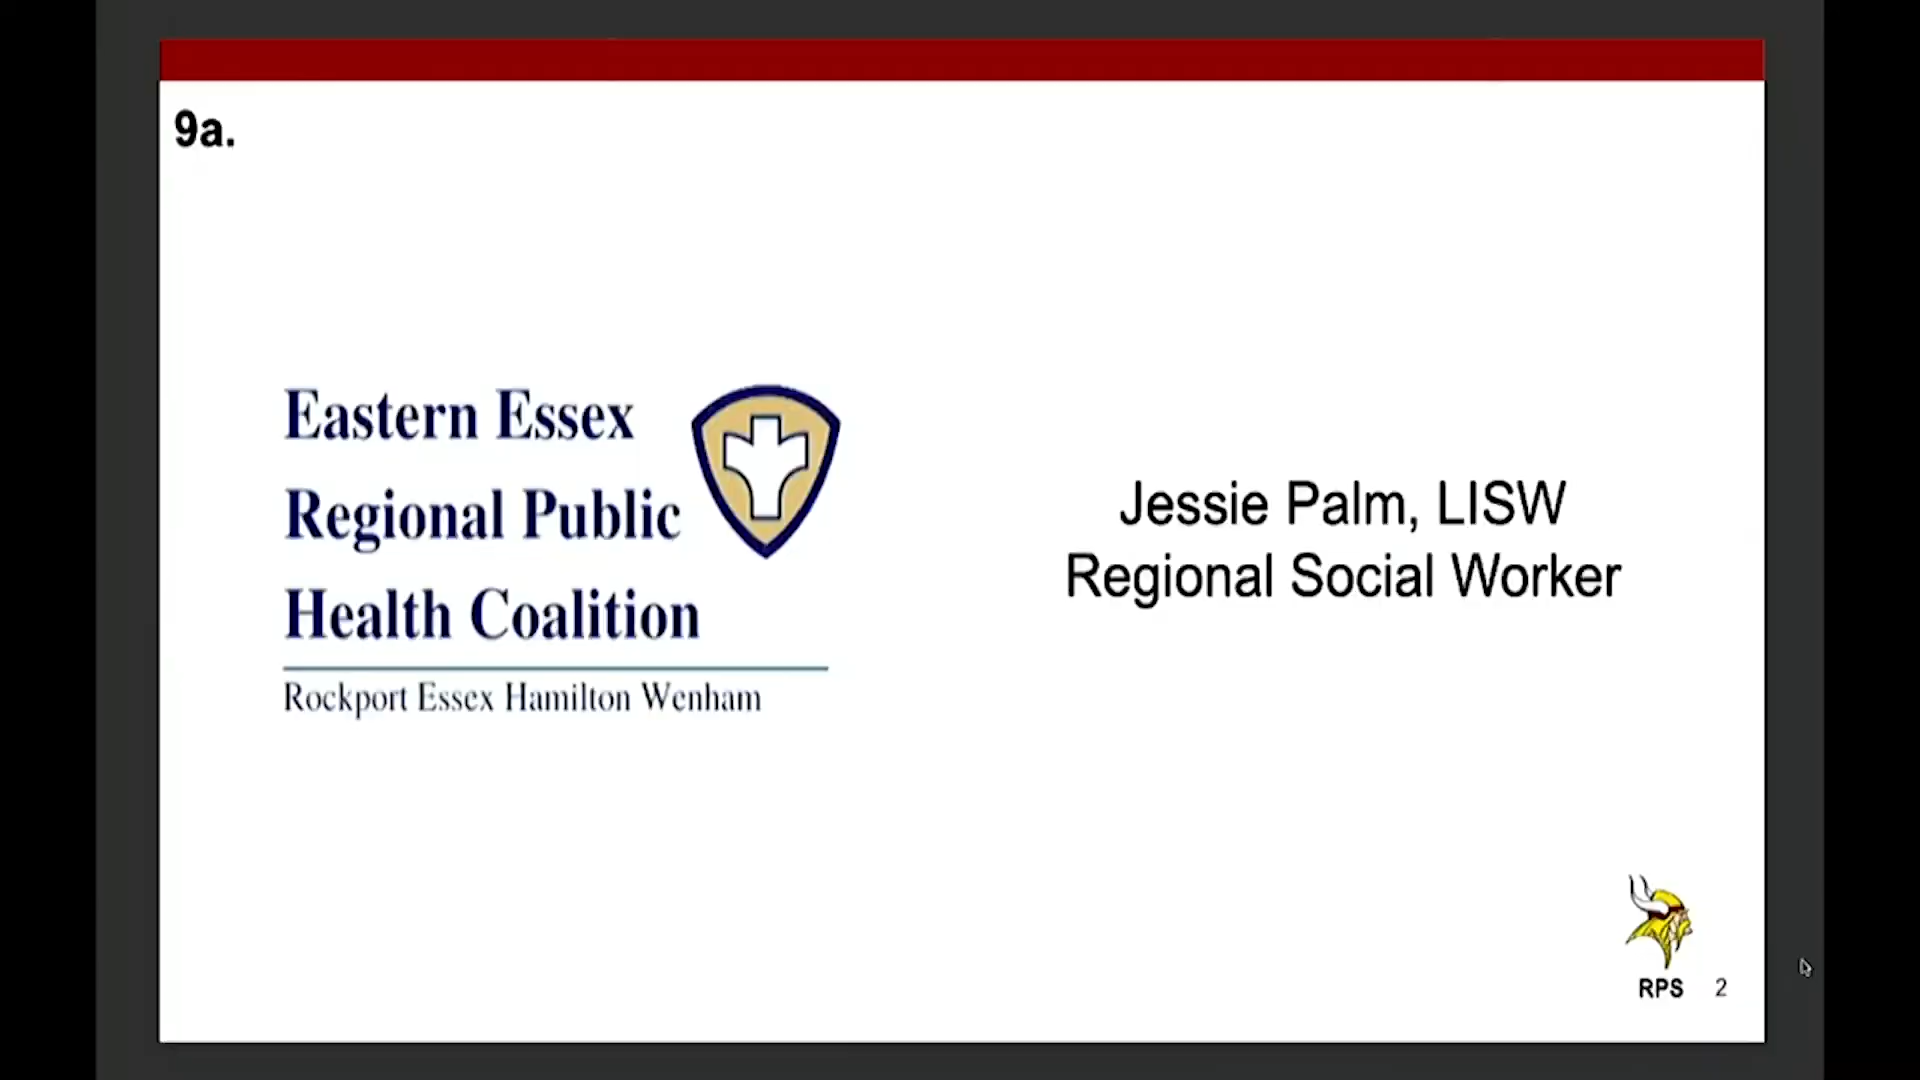 9a.
Eastern Essex
Regional Public
Health Coalition
Rockport Essex Hamilton Wenham
Jessie Palm, LISW
Regional Social Worker
RPS 2